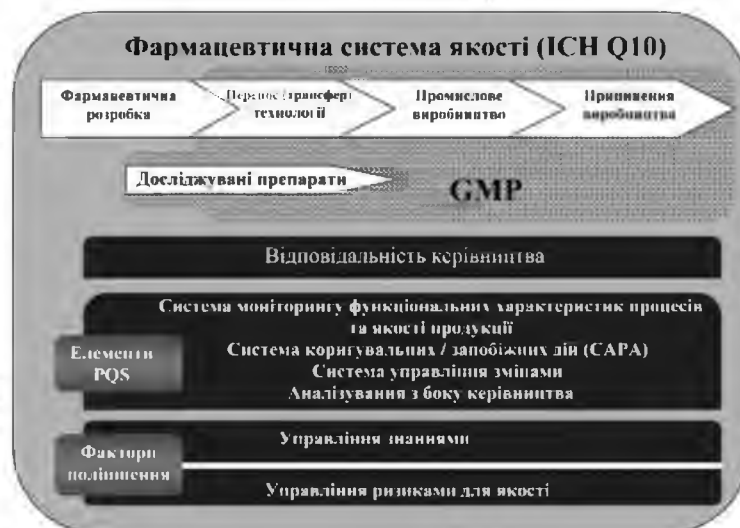 Фармацевтична система якості (ICH Q10)
Фармацевтична
розробка
Перенос (трансфер)
технології
Промислове
виробництво
Припинення
виробництва
Досліджувані препарати
GMP
Відповідальність керівництва
Система моніторингу функціональних характеристик процесів
та якості продукції
Система коригувальних / запобіжних дій (САРА)
Система управління змінами
Аналізування з боку керівництва
Елементи
PQS
Управління знаннями
Фактори
поліпшення
Управління ризиками для якості